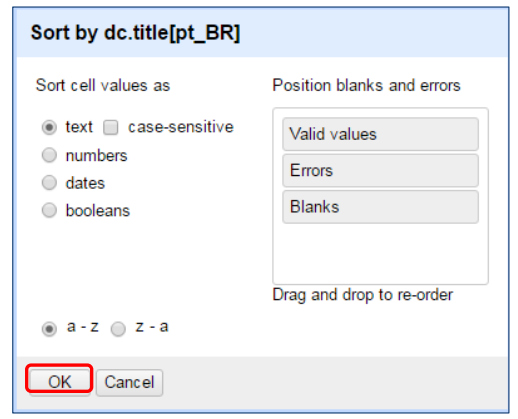 Sort by dc.title[pt_BR]
Sort cell values as
text case-sensitive
numbers
dates
booleans
a - z z - a
Position blanks and errors
Valid values
Errors
Blanks
Drag and drop to re-order
OK Cancel